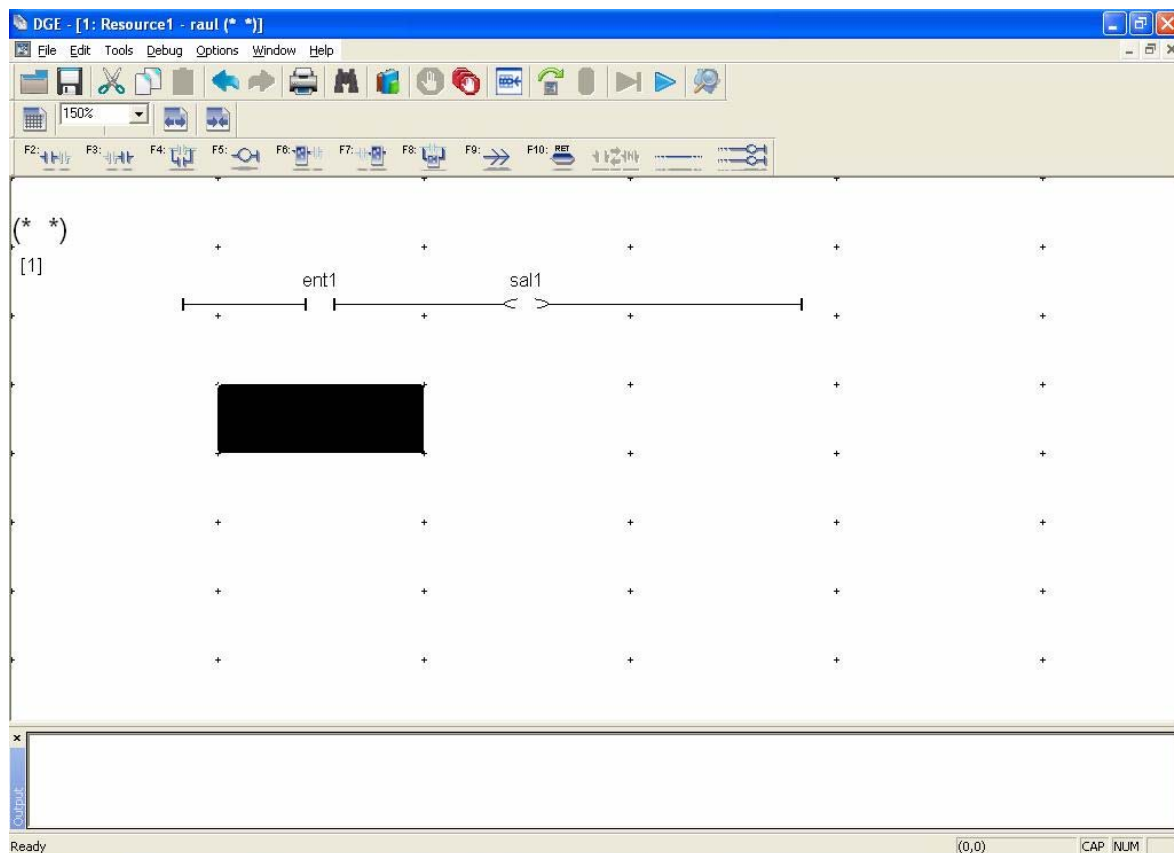 DGE - [1: Resource1 - raul (* *)]
File Edit Tools Debug Options Window Help
150%
F2: F3: F4: F5: F6: F7: F8: F9: F10: RET
(* *)
[1]
ent1 sal1
Output
Ready (0,0) CAP NUM